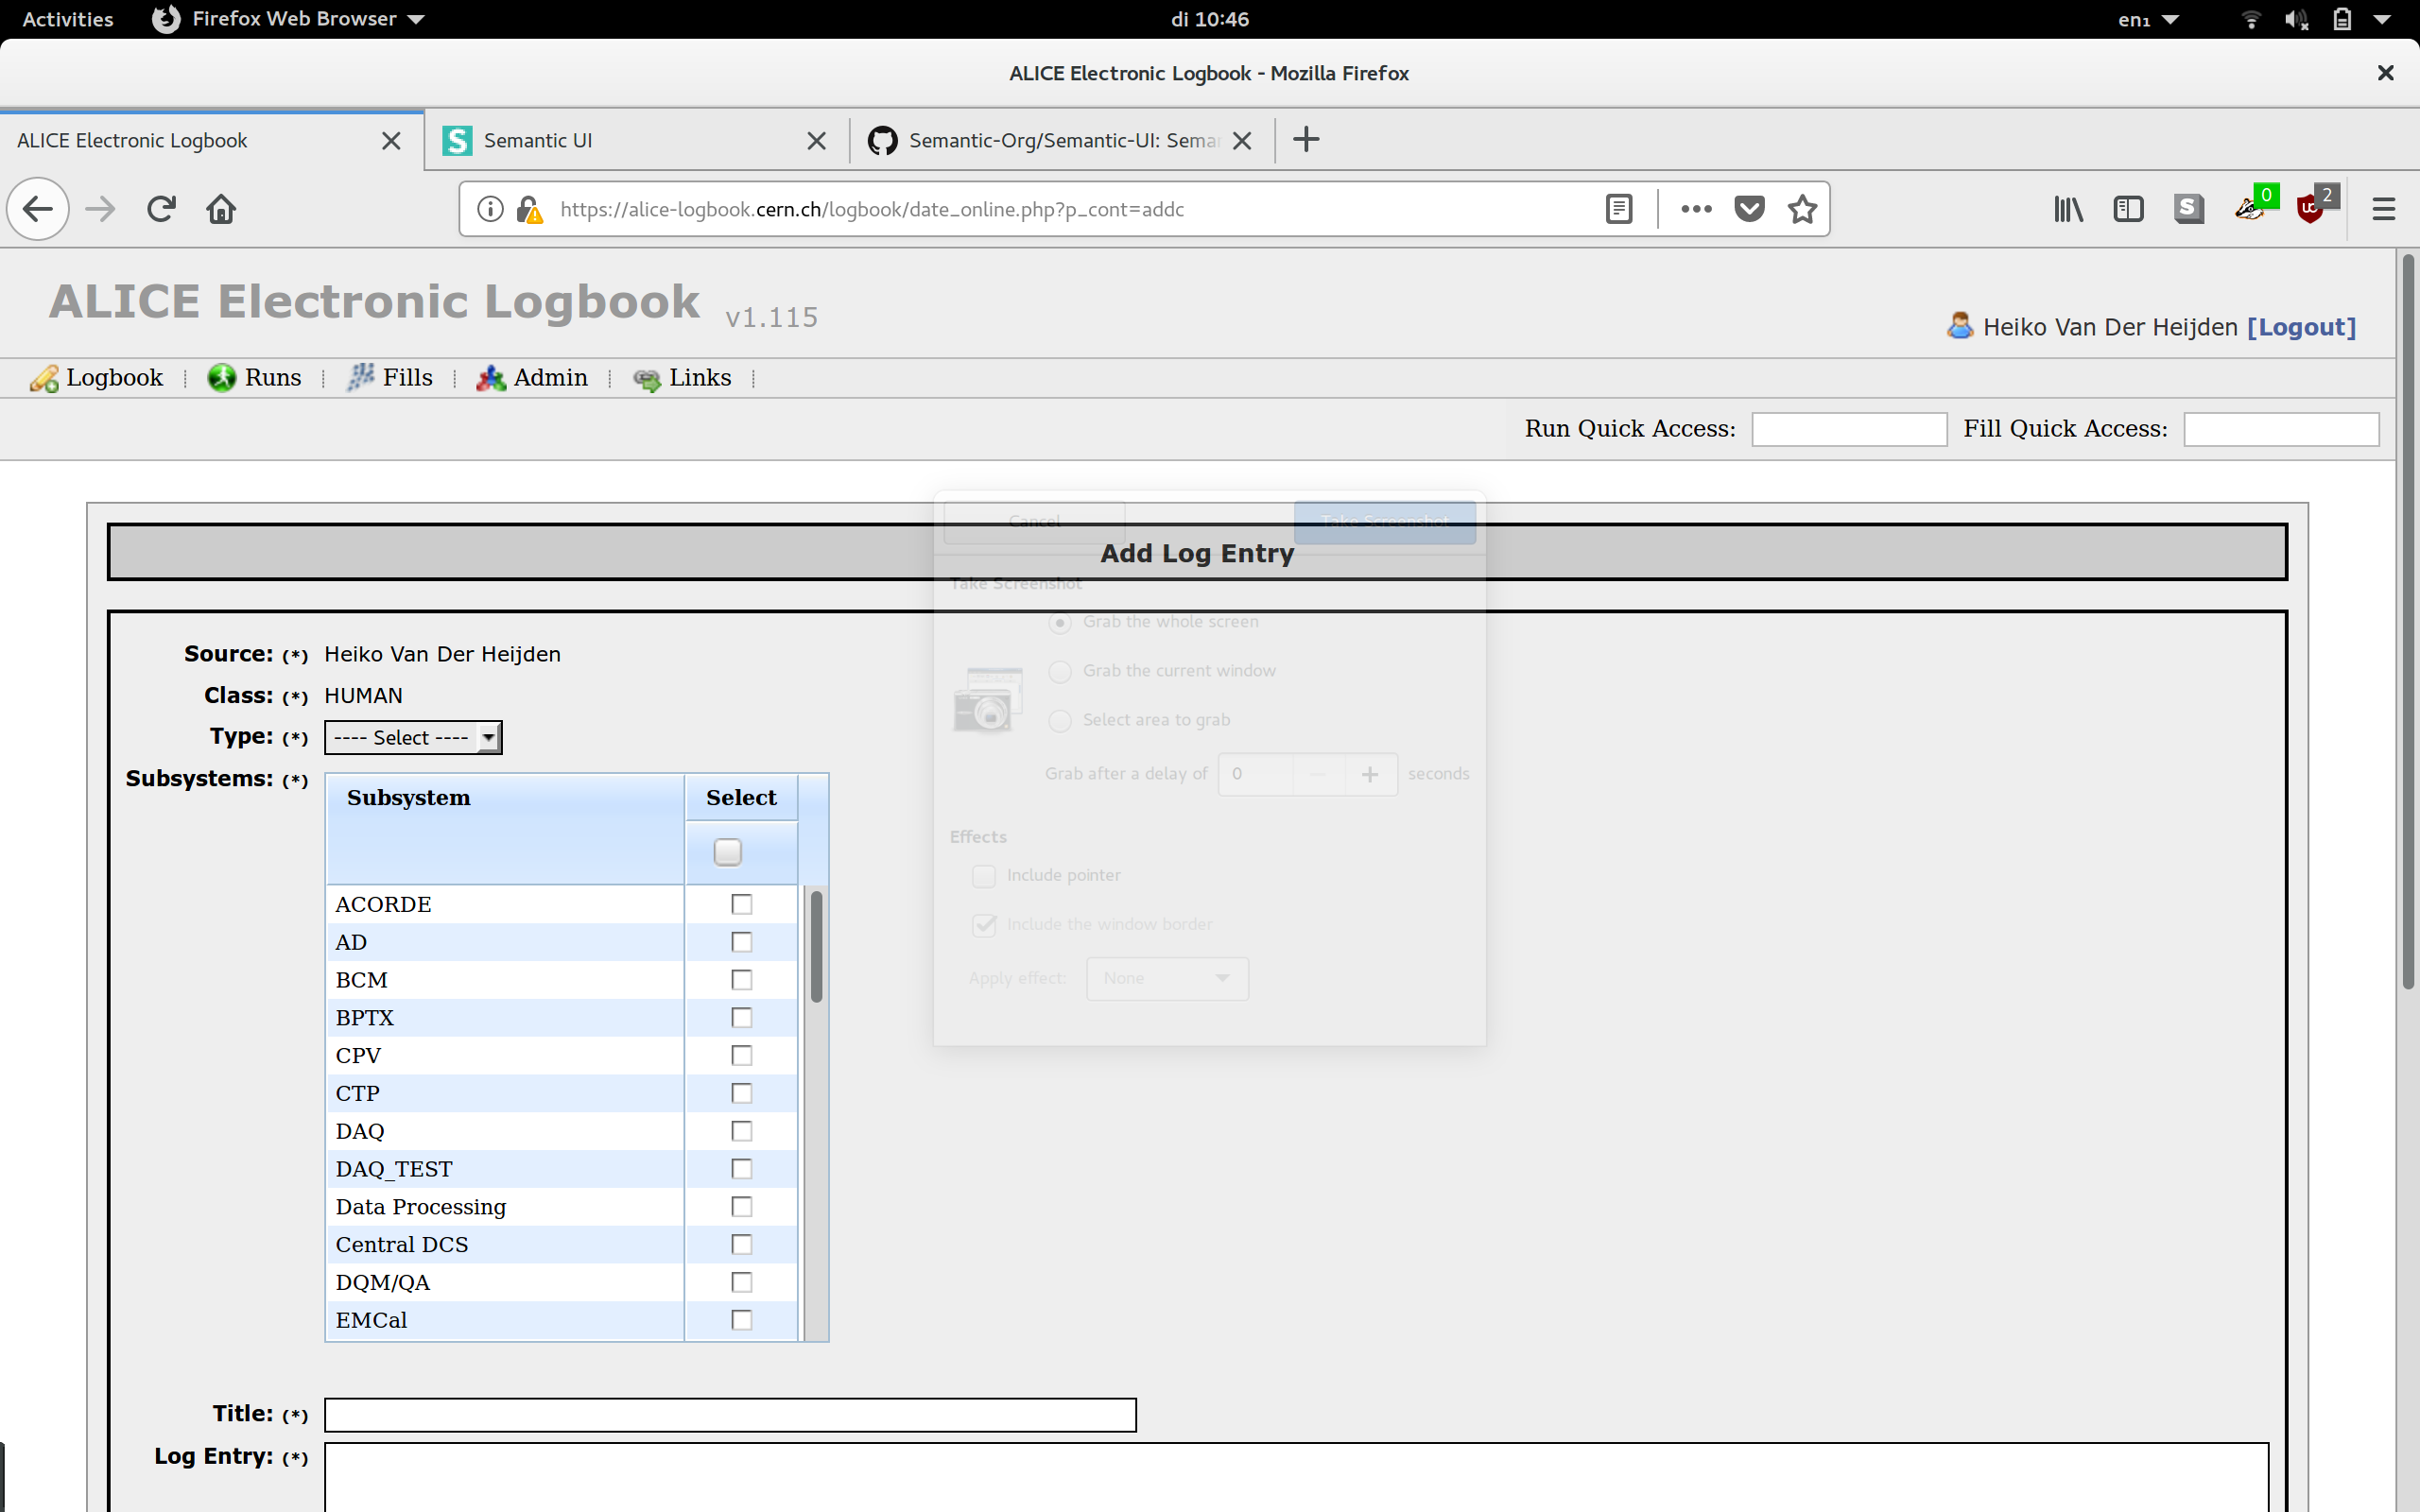 Activities Firefox Web Browser di 10:46 en₁
ALICE Electronic Logbook - Mozilla Firefox
ALICE Electronic Logbook Semantic UI Semantic-Org/Semantic-UI: Sema
https://alice-logbook.cern.ch/logbook/date_online.php?p_cont=addc S 0 2
ALICE Electronic Logbook v1.115
Heiko Van Der Heijden [Logout]
Logbook Runs Fills Admin Links
Run Quick Access: Fill Quick Access:
Cancel Take Screenshot
Add Log Entry
Take Screenshot
Grab the whole screen
Grab the current window
Select area to grab
Grab after a delay of 0 − + seconds
Effects
Include pointer
Include the window border
Apply effect: None
Source: (*) Heiko Van Der Heijden
Class: (*) HUMAN
Type: (*) ---- Select ----
Subsystems: (*)
Subsystem Select
ACORDE
AD
BCM
BPTX
CPV
CTP
DAQ
DAQ_TEST
Data Processing
Central DCS
DQM/QA
EMCal
Title: (*)
Log Entry: (*)